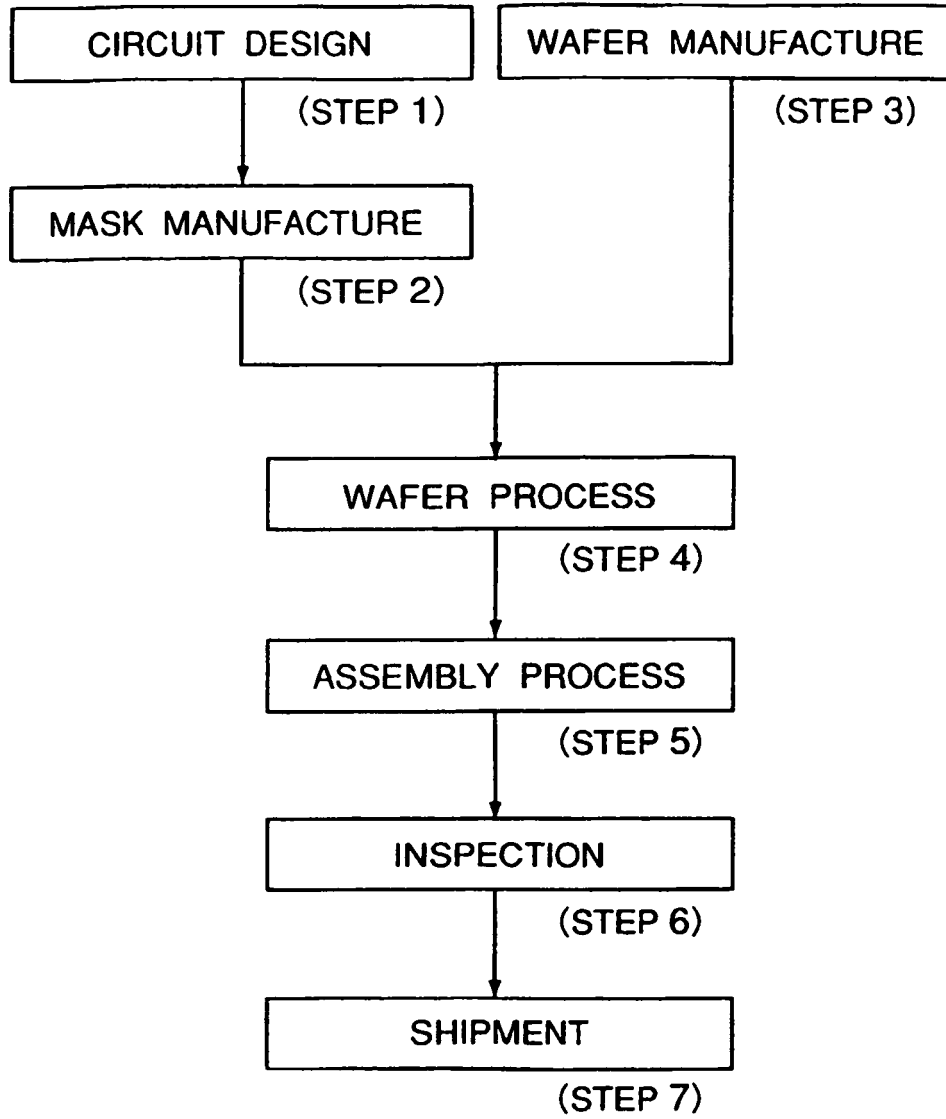 CIRCUIT DESIGN
(STEP 1)
WAFER MANUFACTURE
(STEP 3)
MASK MANUFACTURE
(STEP 2)
WAFER PROCESS
(STEP 4)
ASSEMBLY PROCESS
(STEP 5)
INSPECTION
(STEP 6)
SHIPMENT
(STEP 7)